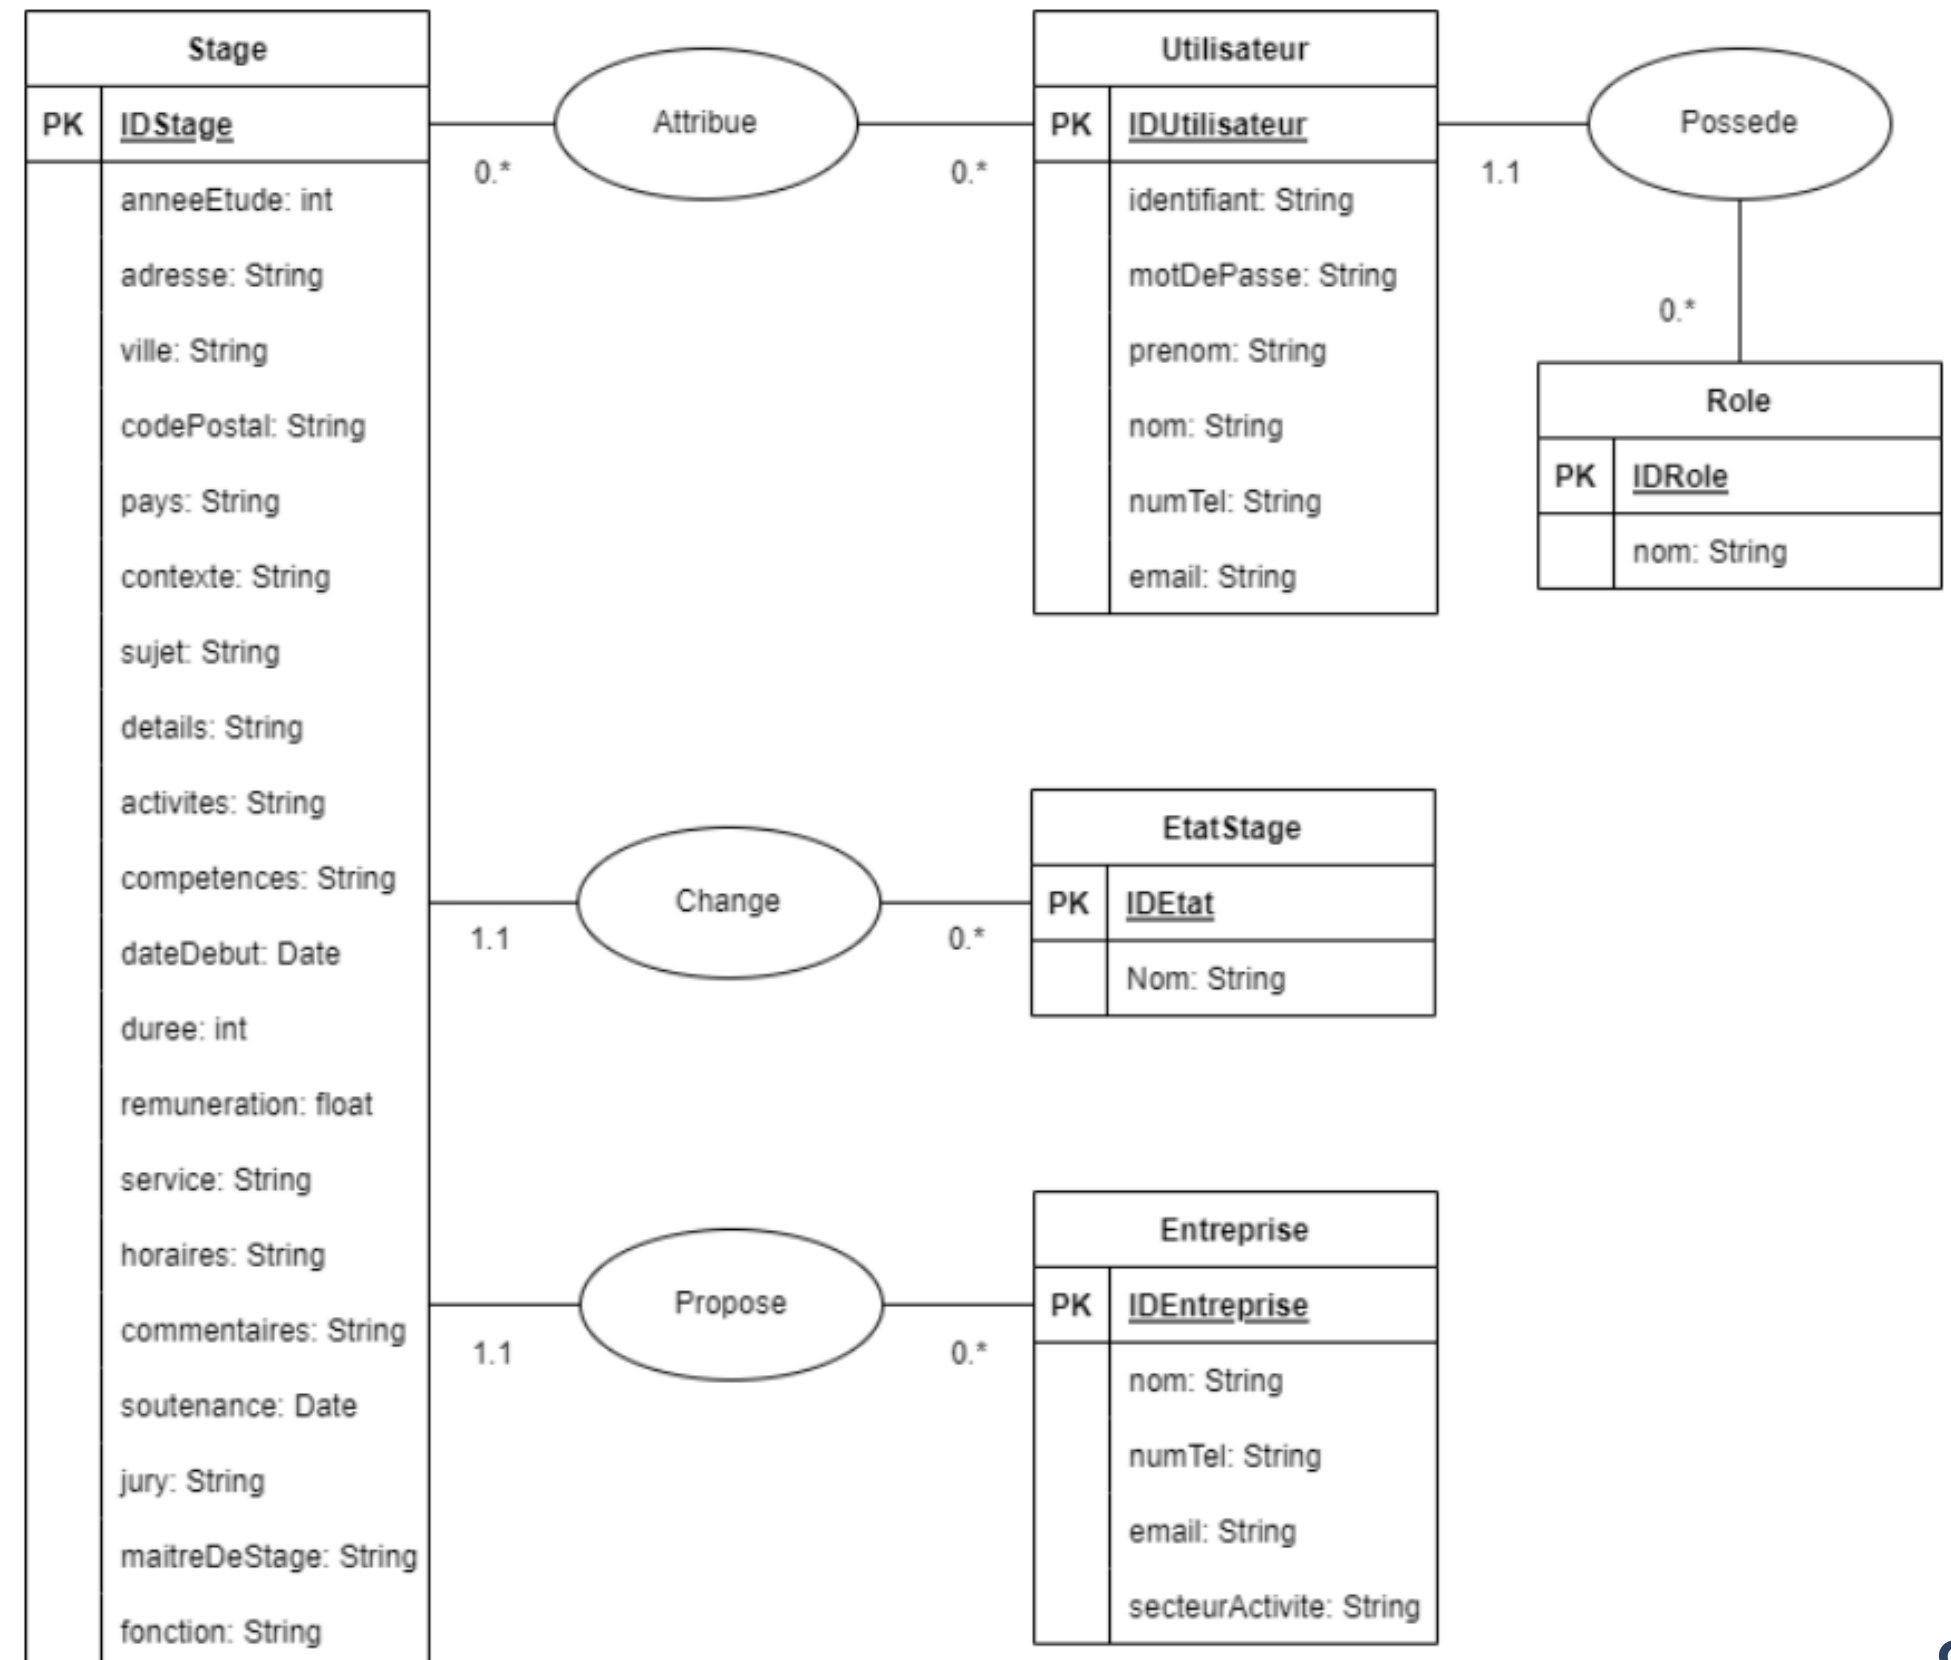 Stage
PK IDStage
anneeEtude: int
adresse: String
ville: String
codePostal: String
pays: String
contexte: String
sujet: String
details: String
activites: String
competences: String
dateDebut: Date
duree: int
remuneration: float
service: String
horaires: String
commentaires: String
soutenance: Date
jury: String
maitreDeStage: String
fonction: String
Attribue
0.*
0.*
Utilisateur
PK IDUtilisateur
identifiant: String
motDePasse: String
prenom: String
nom: String
numTel: String
email: String
Possede
1.1
0.*
Role
PK IDRole
nom: String
Change
1.1
0.*
EtatStage
PK IDEtat
Nom: String
Propose
1.1
0.*
Entreprise
PK IDEntreprise
nom: String
numTel: String
email: String
secteurActivite: String